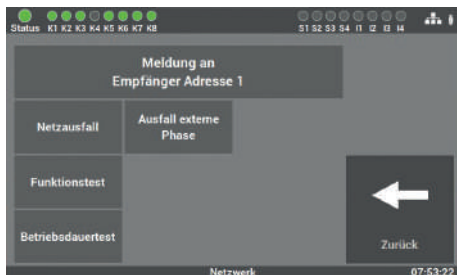 Status K1 K2 K3 K4 K5 K6 K7 K8 S1 S2 S3 S4 I1 I2 I3 I4
Meldung an
Empfänger Adresse 1
Netzausfall
Ausfall externe
Phase
Funktionstest
Betriebsdauertest
Zurück
Netzwerk 07:53:22